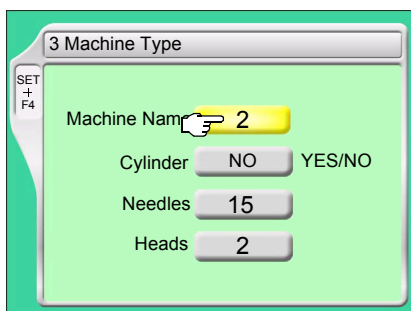 3 Machine Type
SET
+
F4
Machine Nam 2
Cylinder NO YES/NO
Needles 15
Heads 2